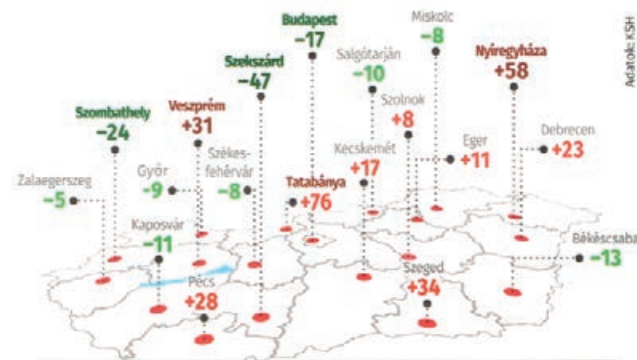 Budapest
−17
Miskolc
−8
Salgótarján
−10
Nyíregyháza
+58
Szekszárd
−47
Szombathely
−24
Veszprém
+31
Szolnok
+8
Debrecen
+23
Eger
+11
Kecskemét
+17
Győr
−9
Székes-
fehérvár
−8
Tatabánya
+76
Zalaegerszeg
−5
Kaposvár
−11
Békéscsaba
−13
Pécs
+28
Szeged
+34
Adatok: KSH